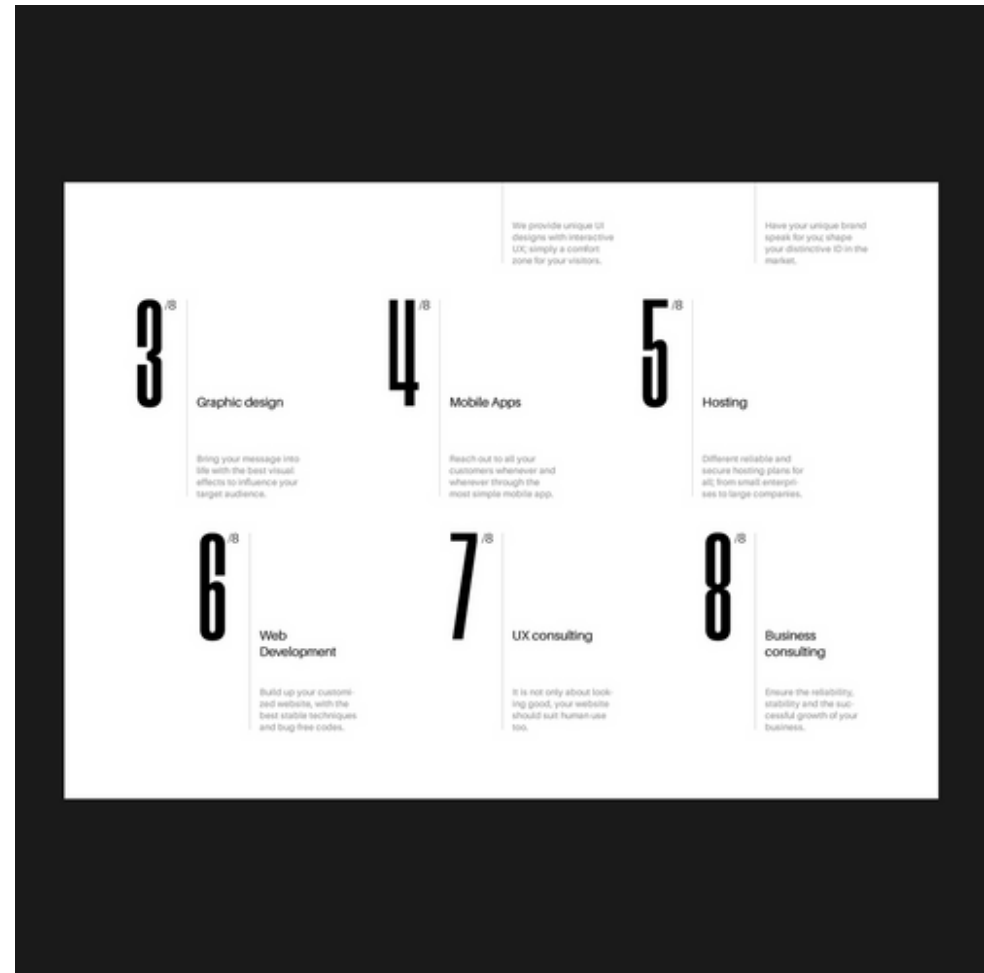 We provide unique UI
designs with interactive
UX; simply a comfort
zone for your visitors.
Have your unique brand
speak for you; shape
your distinctive ID in the
market.
3/8
Graphic design
Bring your message into
life with the best visual
effects to influence your
target audience.
4/8
Mobile Apps
Reach out to all your
customers whenever and
wherever through the
most simple mobile app.
5/8
Hosting
Different reliable and
secure hosting plans for
all; from small enterpri-
ses to large companies.
6/8
Web
Development
Build up your customi-
zed website, with the
best stable techniques
and bug-free codes.
7/8
UX consulting
It is not only about look-
ing good, your website
should suit human use
too.
8/8
Business
consulting
Ensure the reliability,
stability and the suc-
cessful growth of your
business.